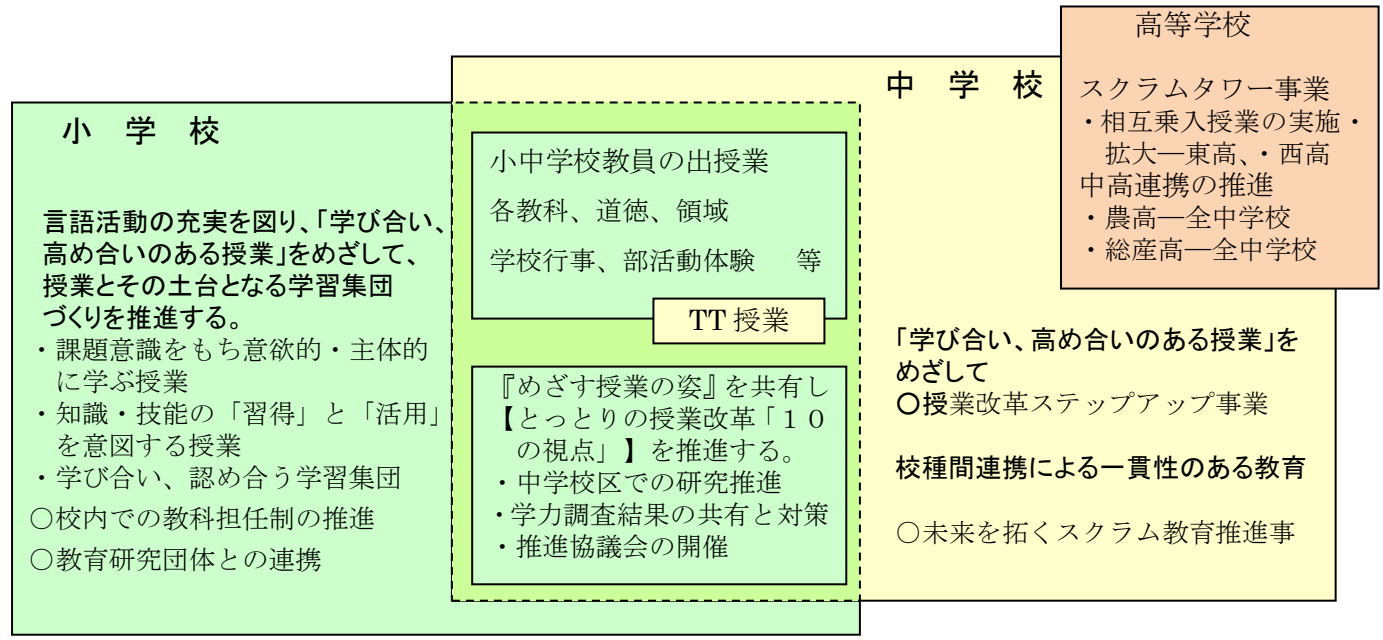 小　学　校
言語活動の充実を図り、「学び合い、
高め合いのある授業」をめざして、
授業とその土台となる学習集団
づくりを推進する。
・課題意識をもち意欲的・主体的
に学ぶ授業
・知識・技能の「習得」と「活用」
を意図する授業
・学び合い、認め合う学習集団
○校内での教科担任制の推進
○教育研究団体との連携
小中学校教員の出授業
各教科、道徳、領域
学校行事、部活動体験　等
TT 授業
『めざす授業の姿』を共有し
【とっとりの授業改革「１０
の視点」】を推進する。
・中学校区での研究推進
・学力調査結果の共有と対策
・推進協議会の開催
中　学　校
「学び合い、高め合いのある授業」を
めざして
○授業改革ステップアップ事業
校種間連携による一貫性のある教育
○未来を拓くスクラム教育推進事
高等学校
スクラムタワー事業
・相互乗入授業の実施・
拡大―東高、・西高
中高連携の推進
・農高―全中学校
・総産高―全中学校